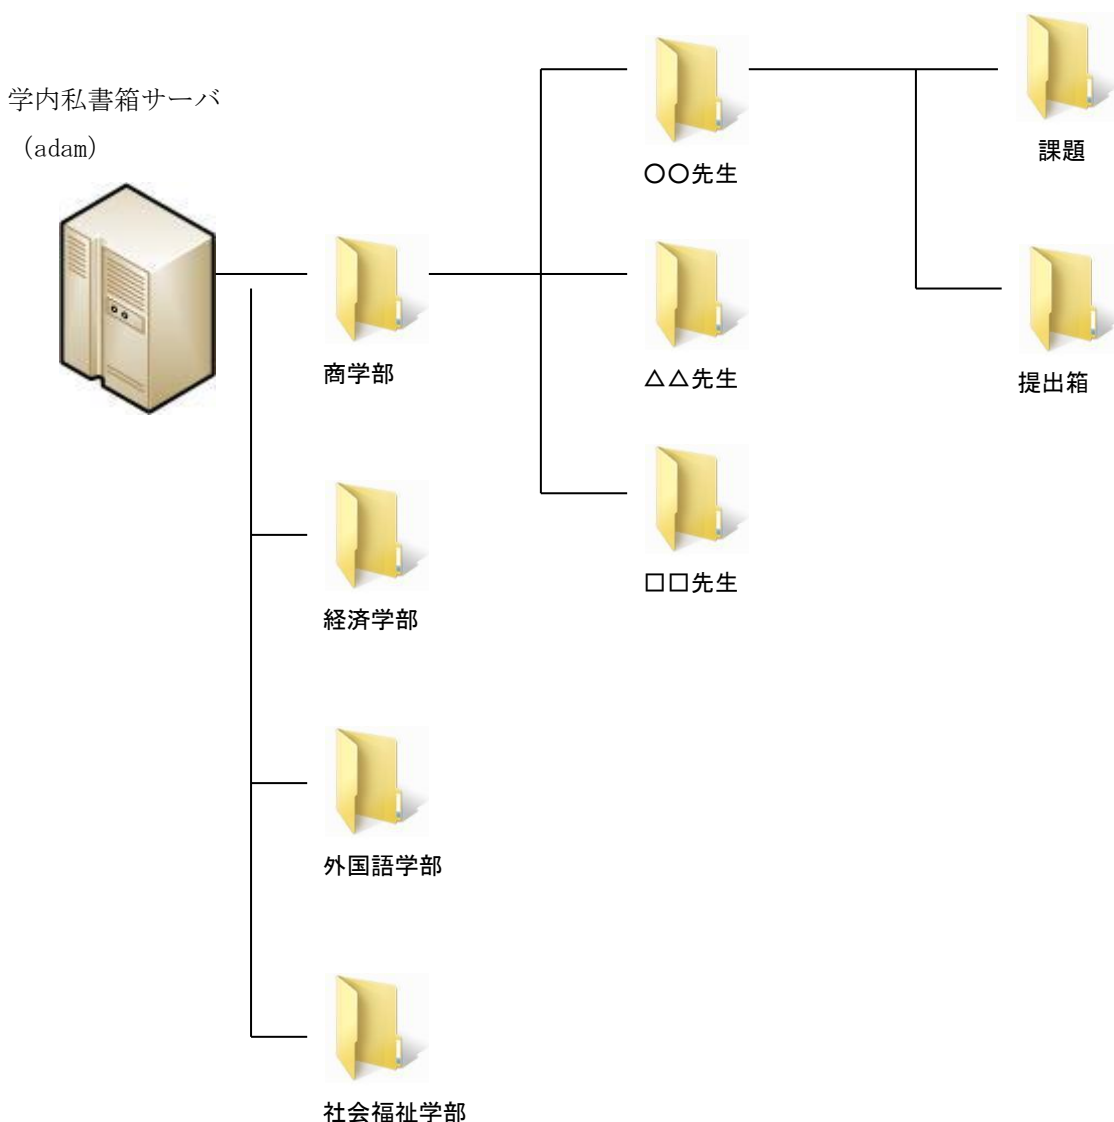 学内私書箱サーバ
(adam)
〇〇先生
課題
商学部
△△先生
提出箱
□□先生
経済学部
外国語学部
社会福祉学部